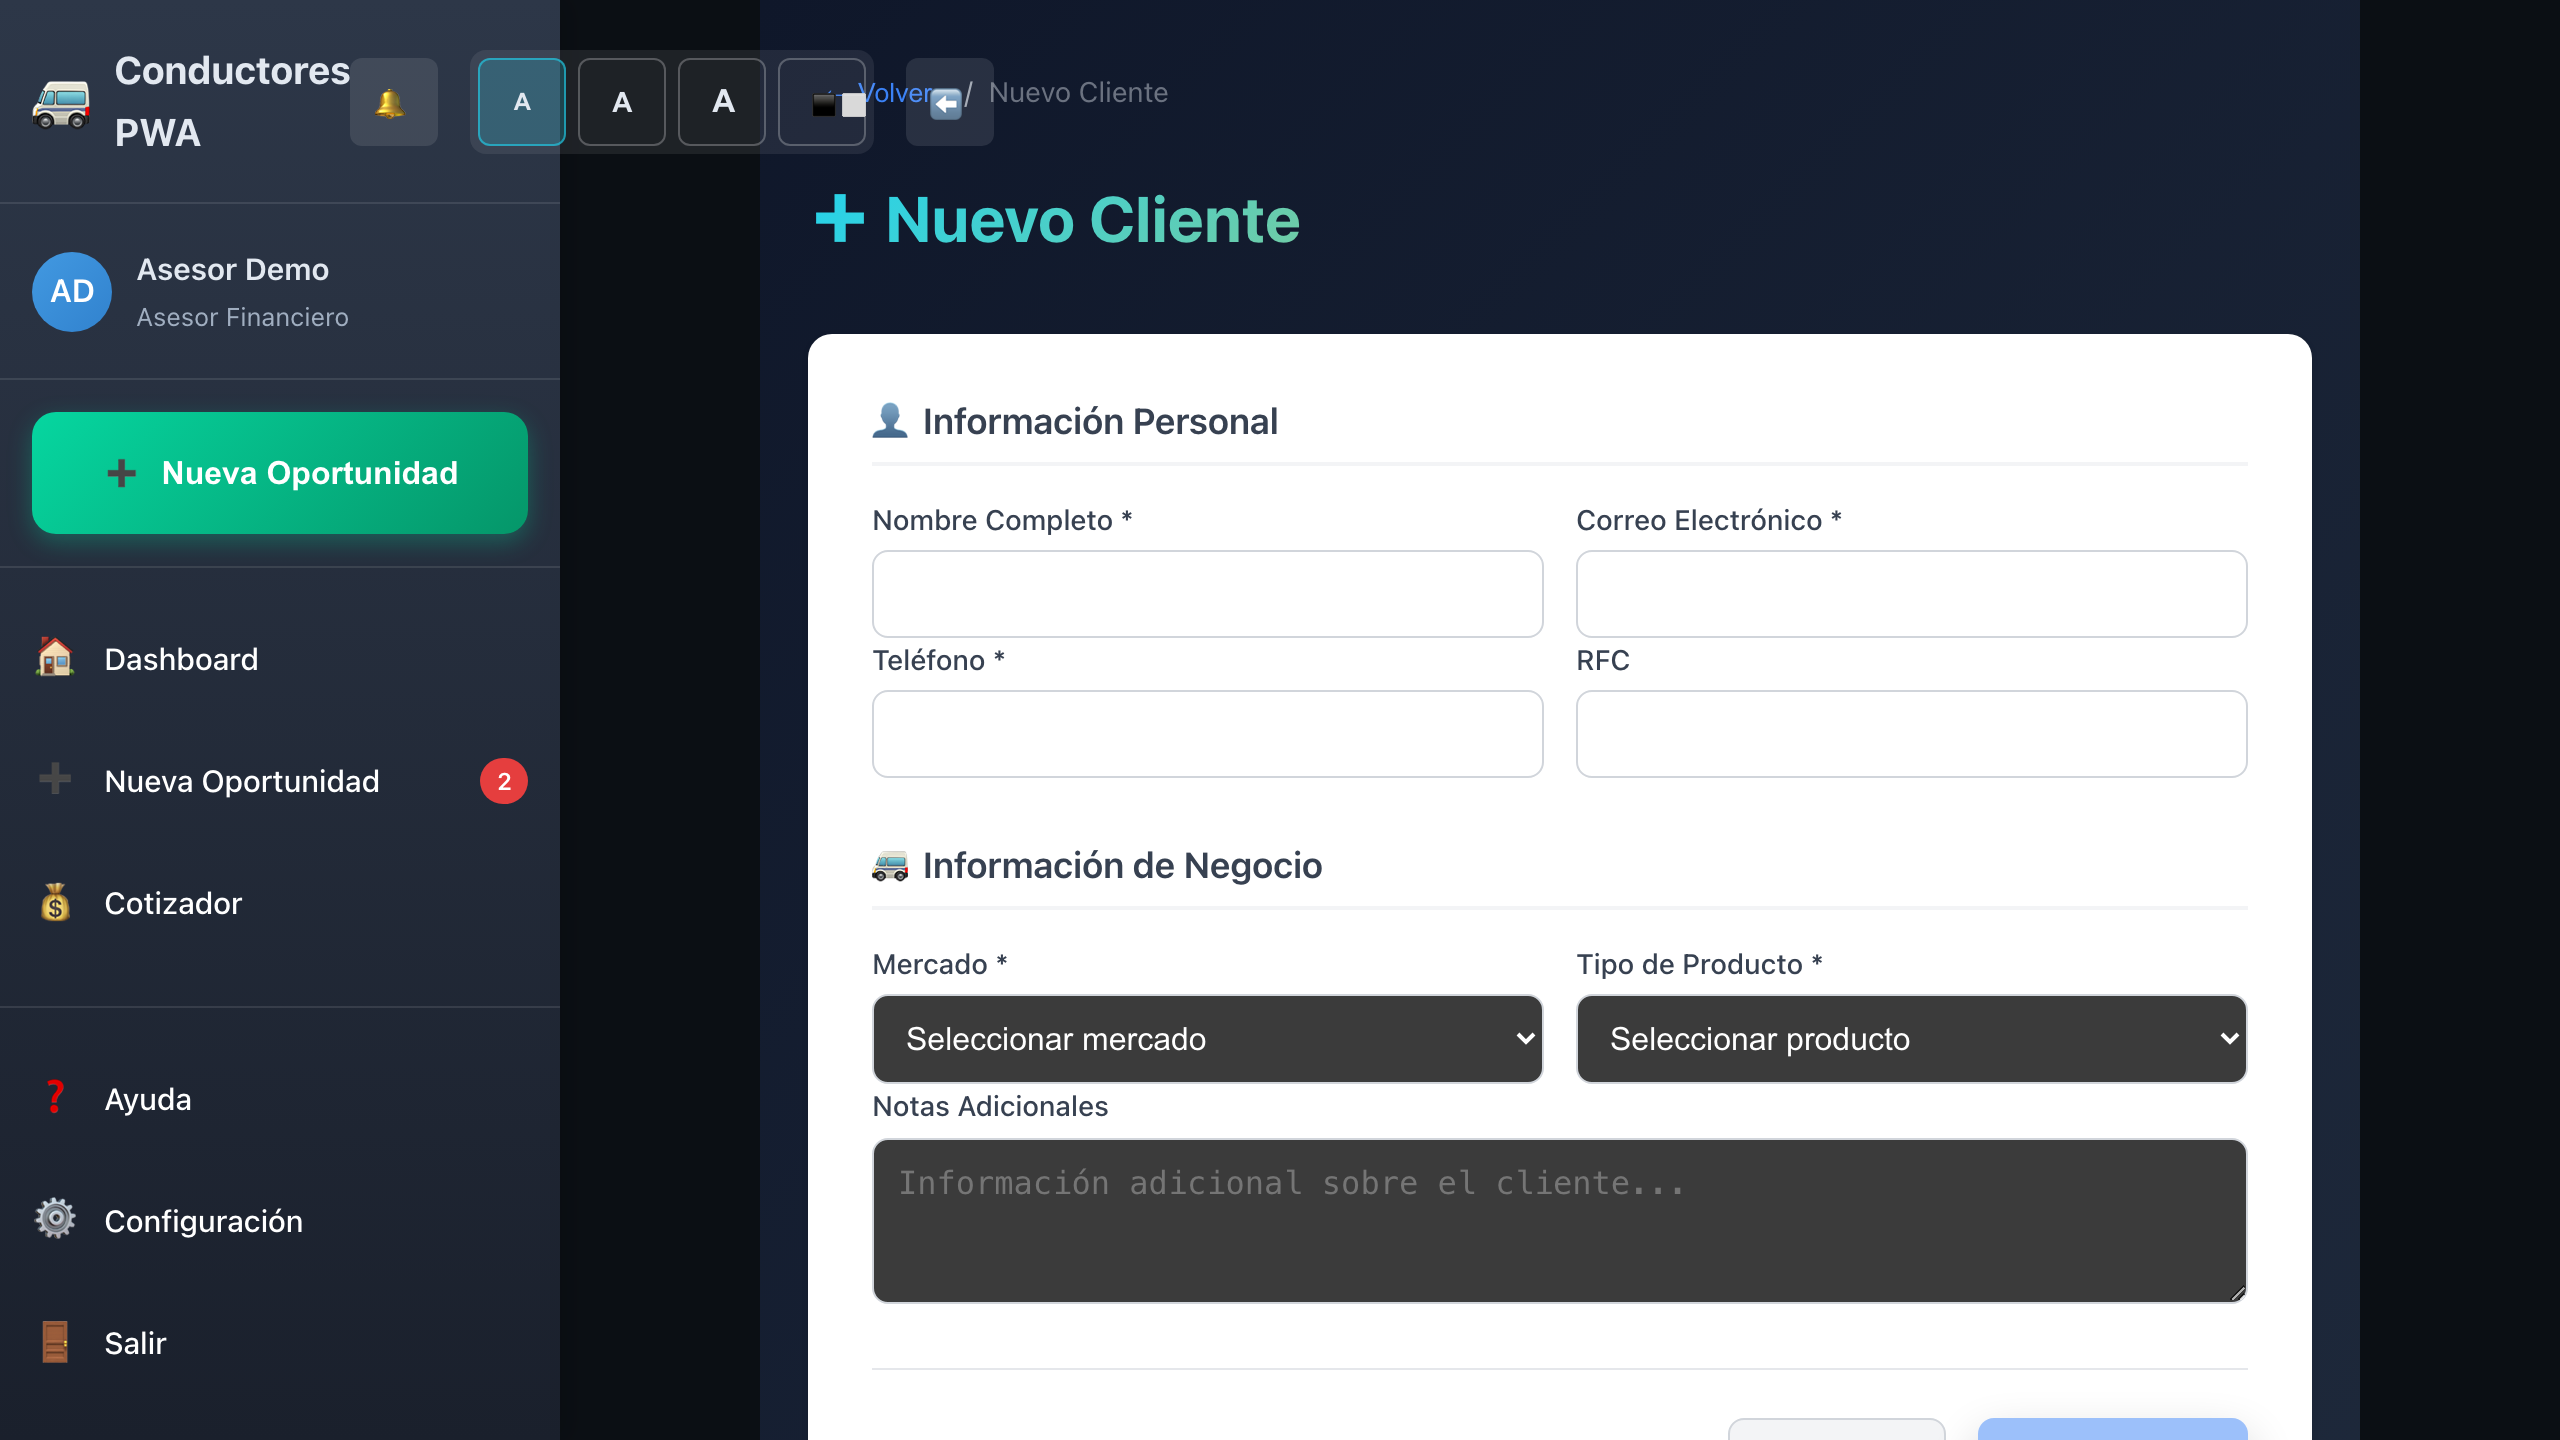 Conductores
PWA
A
A
A
← Volver / Nuevo Cliente
Nuevo Cliente
AD
Asesor Demo
Asesor Financiero
Nueva Oportunidad
Dashboard
Nueva Oportunidad 2
Cotizador
Ayuda
Configuración
Salir
Información Personal
Nombre Completo *
Correo Electrónico *
Teléfono *
RFC
Información de Negocio
Mercado *
Tipo de Producto *
Seleccionar mercado
Seleccionar producto
Notas Adicionales
Información adicional sobre el cliente...